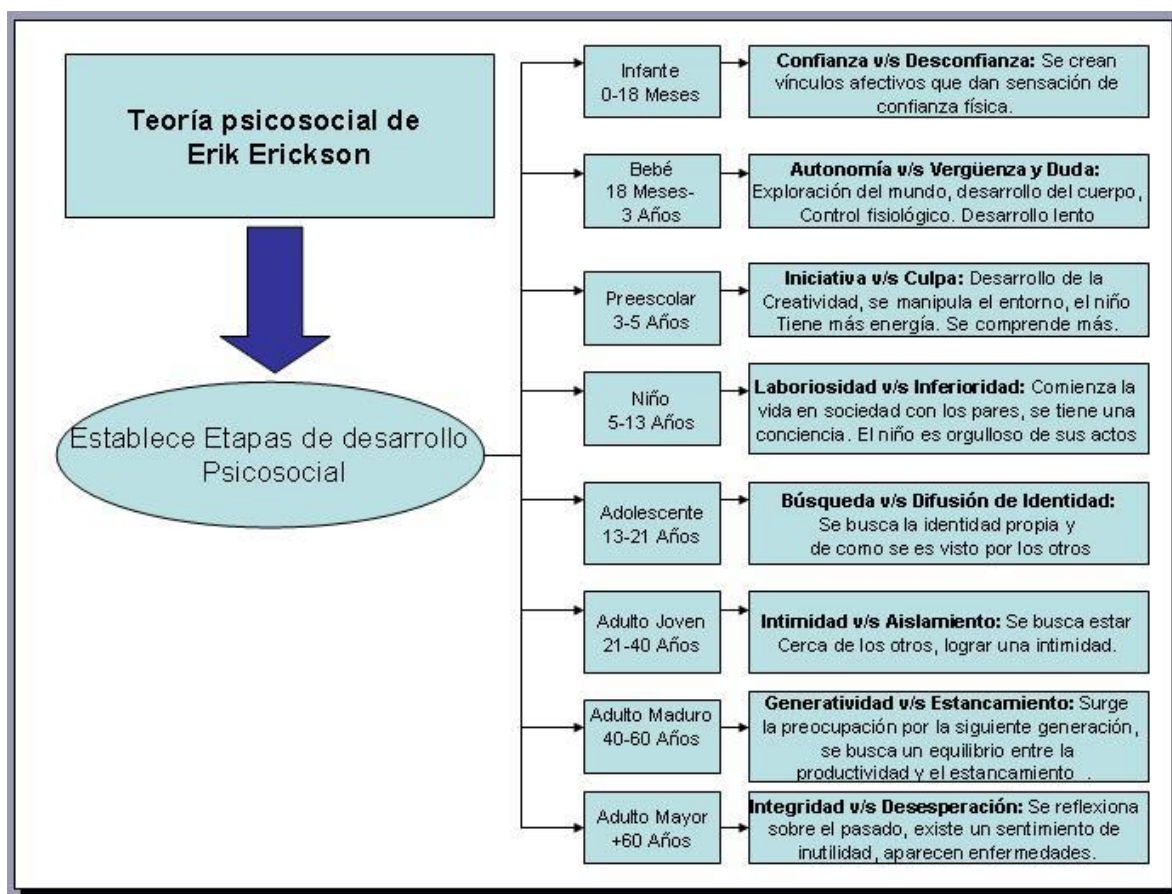 Teoría psicosocial de
Erik Erickson
Establece Etapas de desarrollo
Psicosocial
Infante
0-18 Meses
Confianza v/s Desconfianza: Se crean
vínculos afectivos que dan sensación de
confianza física.
Bebé
18 Meses-
3 Años
Autonomía v/s Vergüenza y Duda:
Exploración del mundo, desarrollo del cuerpo,
Control fisiológico. Desarrollo lento
Preescolar
3-5 Años
Iniciativa v/s Culpa: Desarrollo de la
Creatividad, se manipula el entorno, el niño
Tiene más energía. Se comprende más.
Niño
5-13 Años
Laboriosidad v/s Inferioridad: Comienza la
vida en sociedad con los pares, se tiene una
conciencia. El niño es orgulloso de sus actos
Adolescente
13-21 Años
Búsqueda v/s Difusión de Identidad:
Se busca la identidad propia y
de como se es visto por los otros
Adulto Joven
21-40 Años
Intimidad v/s Aislamiento: Se busca estar
Cerca de los otros, lograr una intimidad.
Adulto Maduro
40-60 Años
Generatividad v/s Estancamiento: Surge
la preocupación por la siguiente generación,
se busca un equilibrio entre la
productividad y el estancamiento .
Adulto Mayor
+60 Años
Integridad v/s Desesperación: Se reflexiona
sobre el pasado, existe un sentimiento de
inutilidad, aparecen enfermedades.